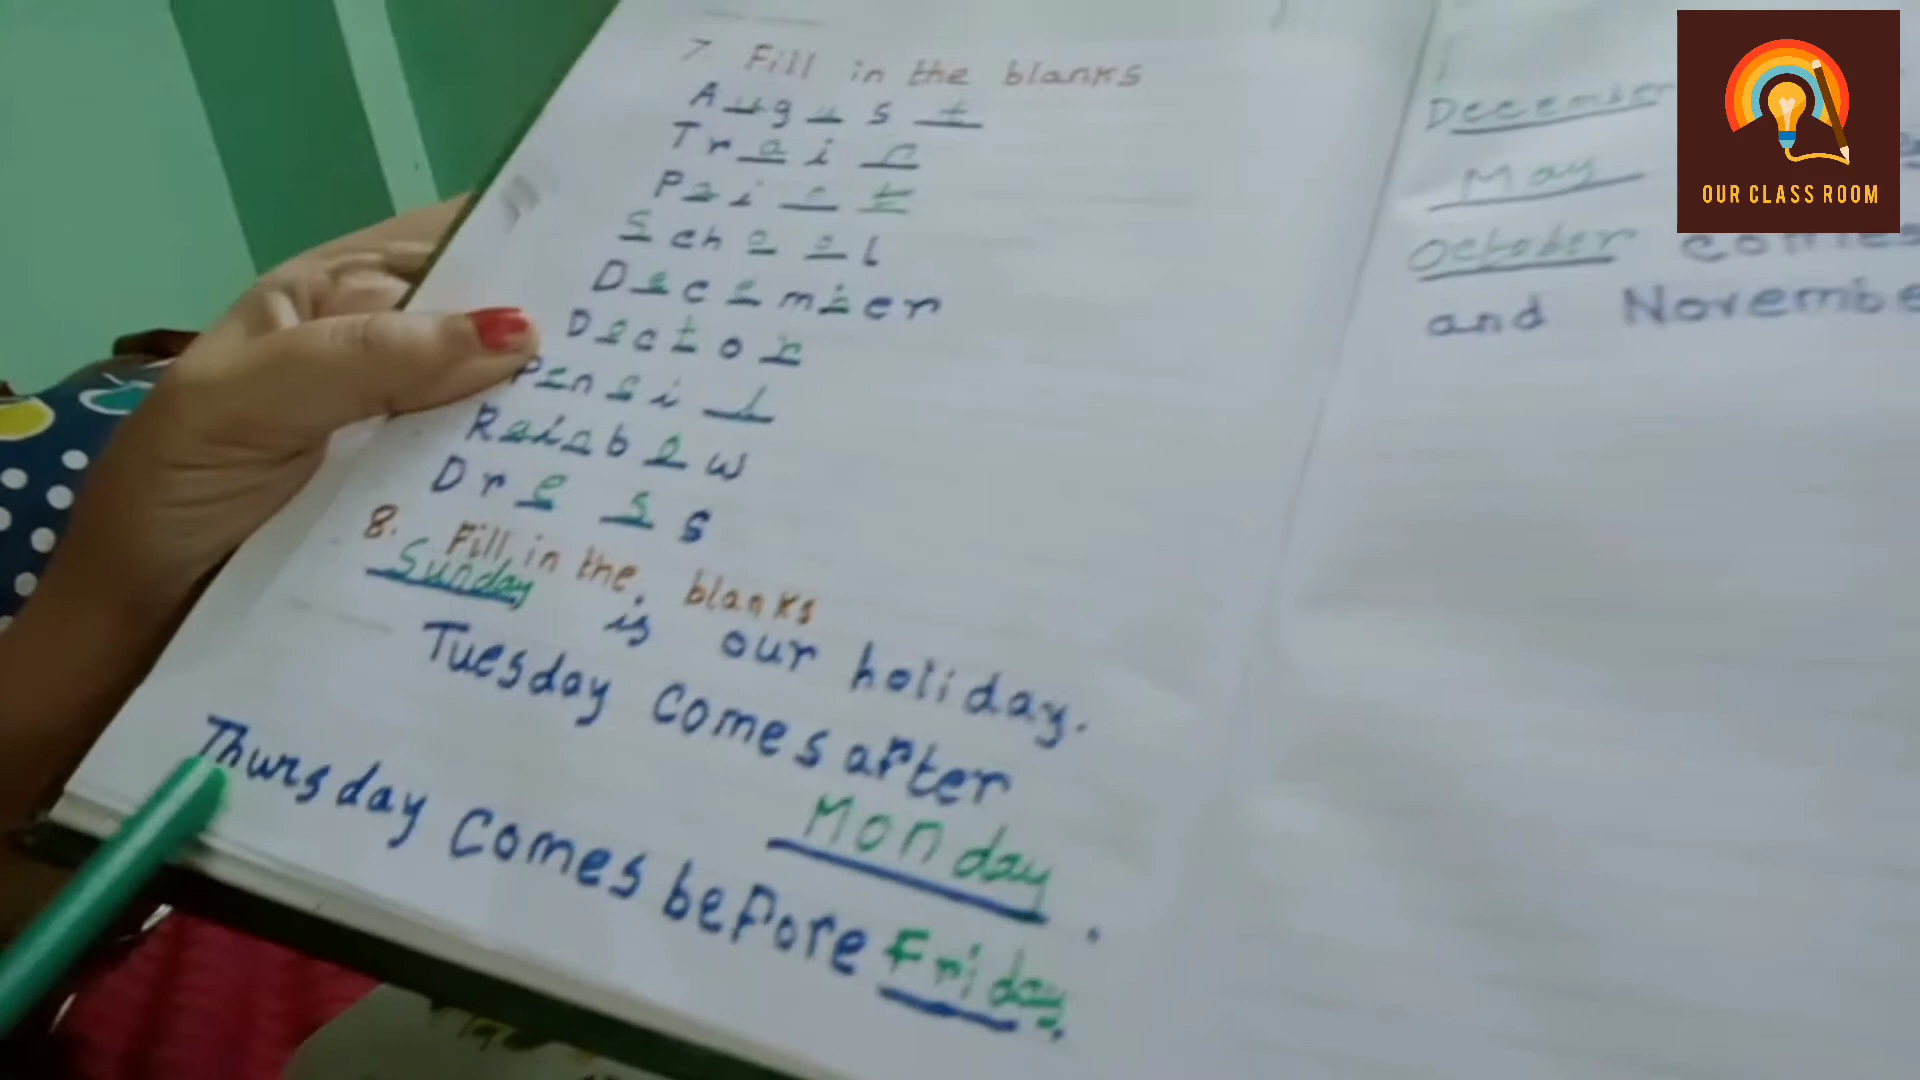 7. Fill in the blanks
August
Train
Paint
School
December
Doctor
Pencil
Rainbow
Dress
8. Fill in the blanks
Sunday is our holiday.
Tuesday comes after
Monday.
Thursday comes before Friday.
December
May
October comes
and Novembe
OUR CLASS ROOM